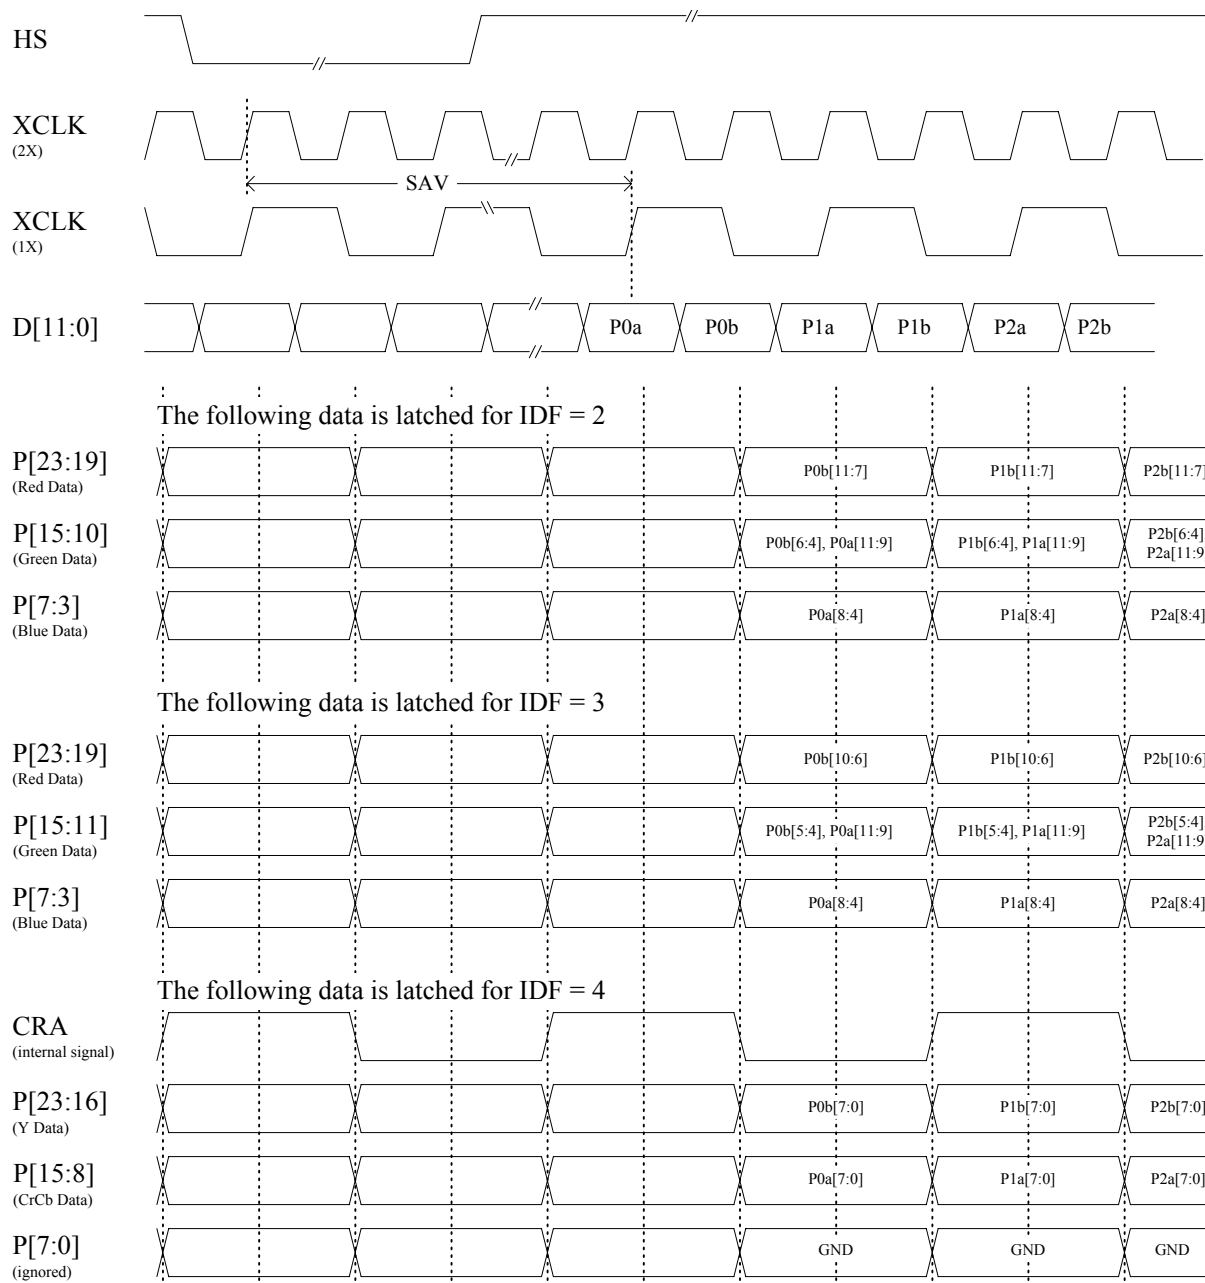 HS
XCLK
(2X)
SAV
XCLK
(1X)
D[11:0]
P0a
P0b
P1a
P1b
P2a
P2b
The following data is latched for IDF = 2
P[23:19]
(Red Data)
P0b[11:7]
P1b[11:7]
P2b[11:7]
P[15:10]
(Green Data)
P0b[6:4], P0a[11:9]
P1b[6:4], P1a[11:9]
P2b[6:4],
P2a[11:9
P[7:3]
(Blue Data)
P0a[8:4]
P1a[8:4]
P2a[8:4]
The following data is latched for IDF = 3
P[23:19]
(Red Data)
P0b[10:6]
P1b[10:6]
P2b[10:6]
P[15:11]
(Green Data)
P0b[5:4], P0a[11:9]
P1b[5:4], P1a[11:9]
P2b[5:4],
P2a[11:9
P[7:3]
(Blue Data)
P0a[8:4]
P1a[8:4]
P2a[8:4]
The following data is latched for IDF = 4
CRA
(internal signal)
P[23:16]
(Y Data)
P0b[7:0]
P1b[7:0]
P2b[7:0]
P[15:8]
(CrCb Data)
P0a[7:0]
P1a[7:0]
P2a[7:0]
P[7:0]
(ignored)
GND
GND
GND